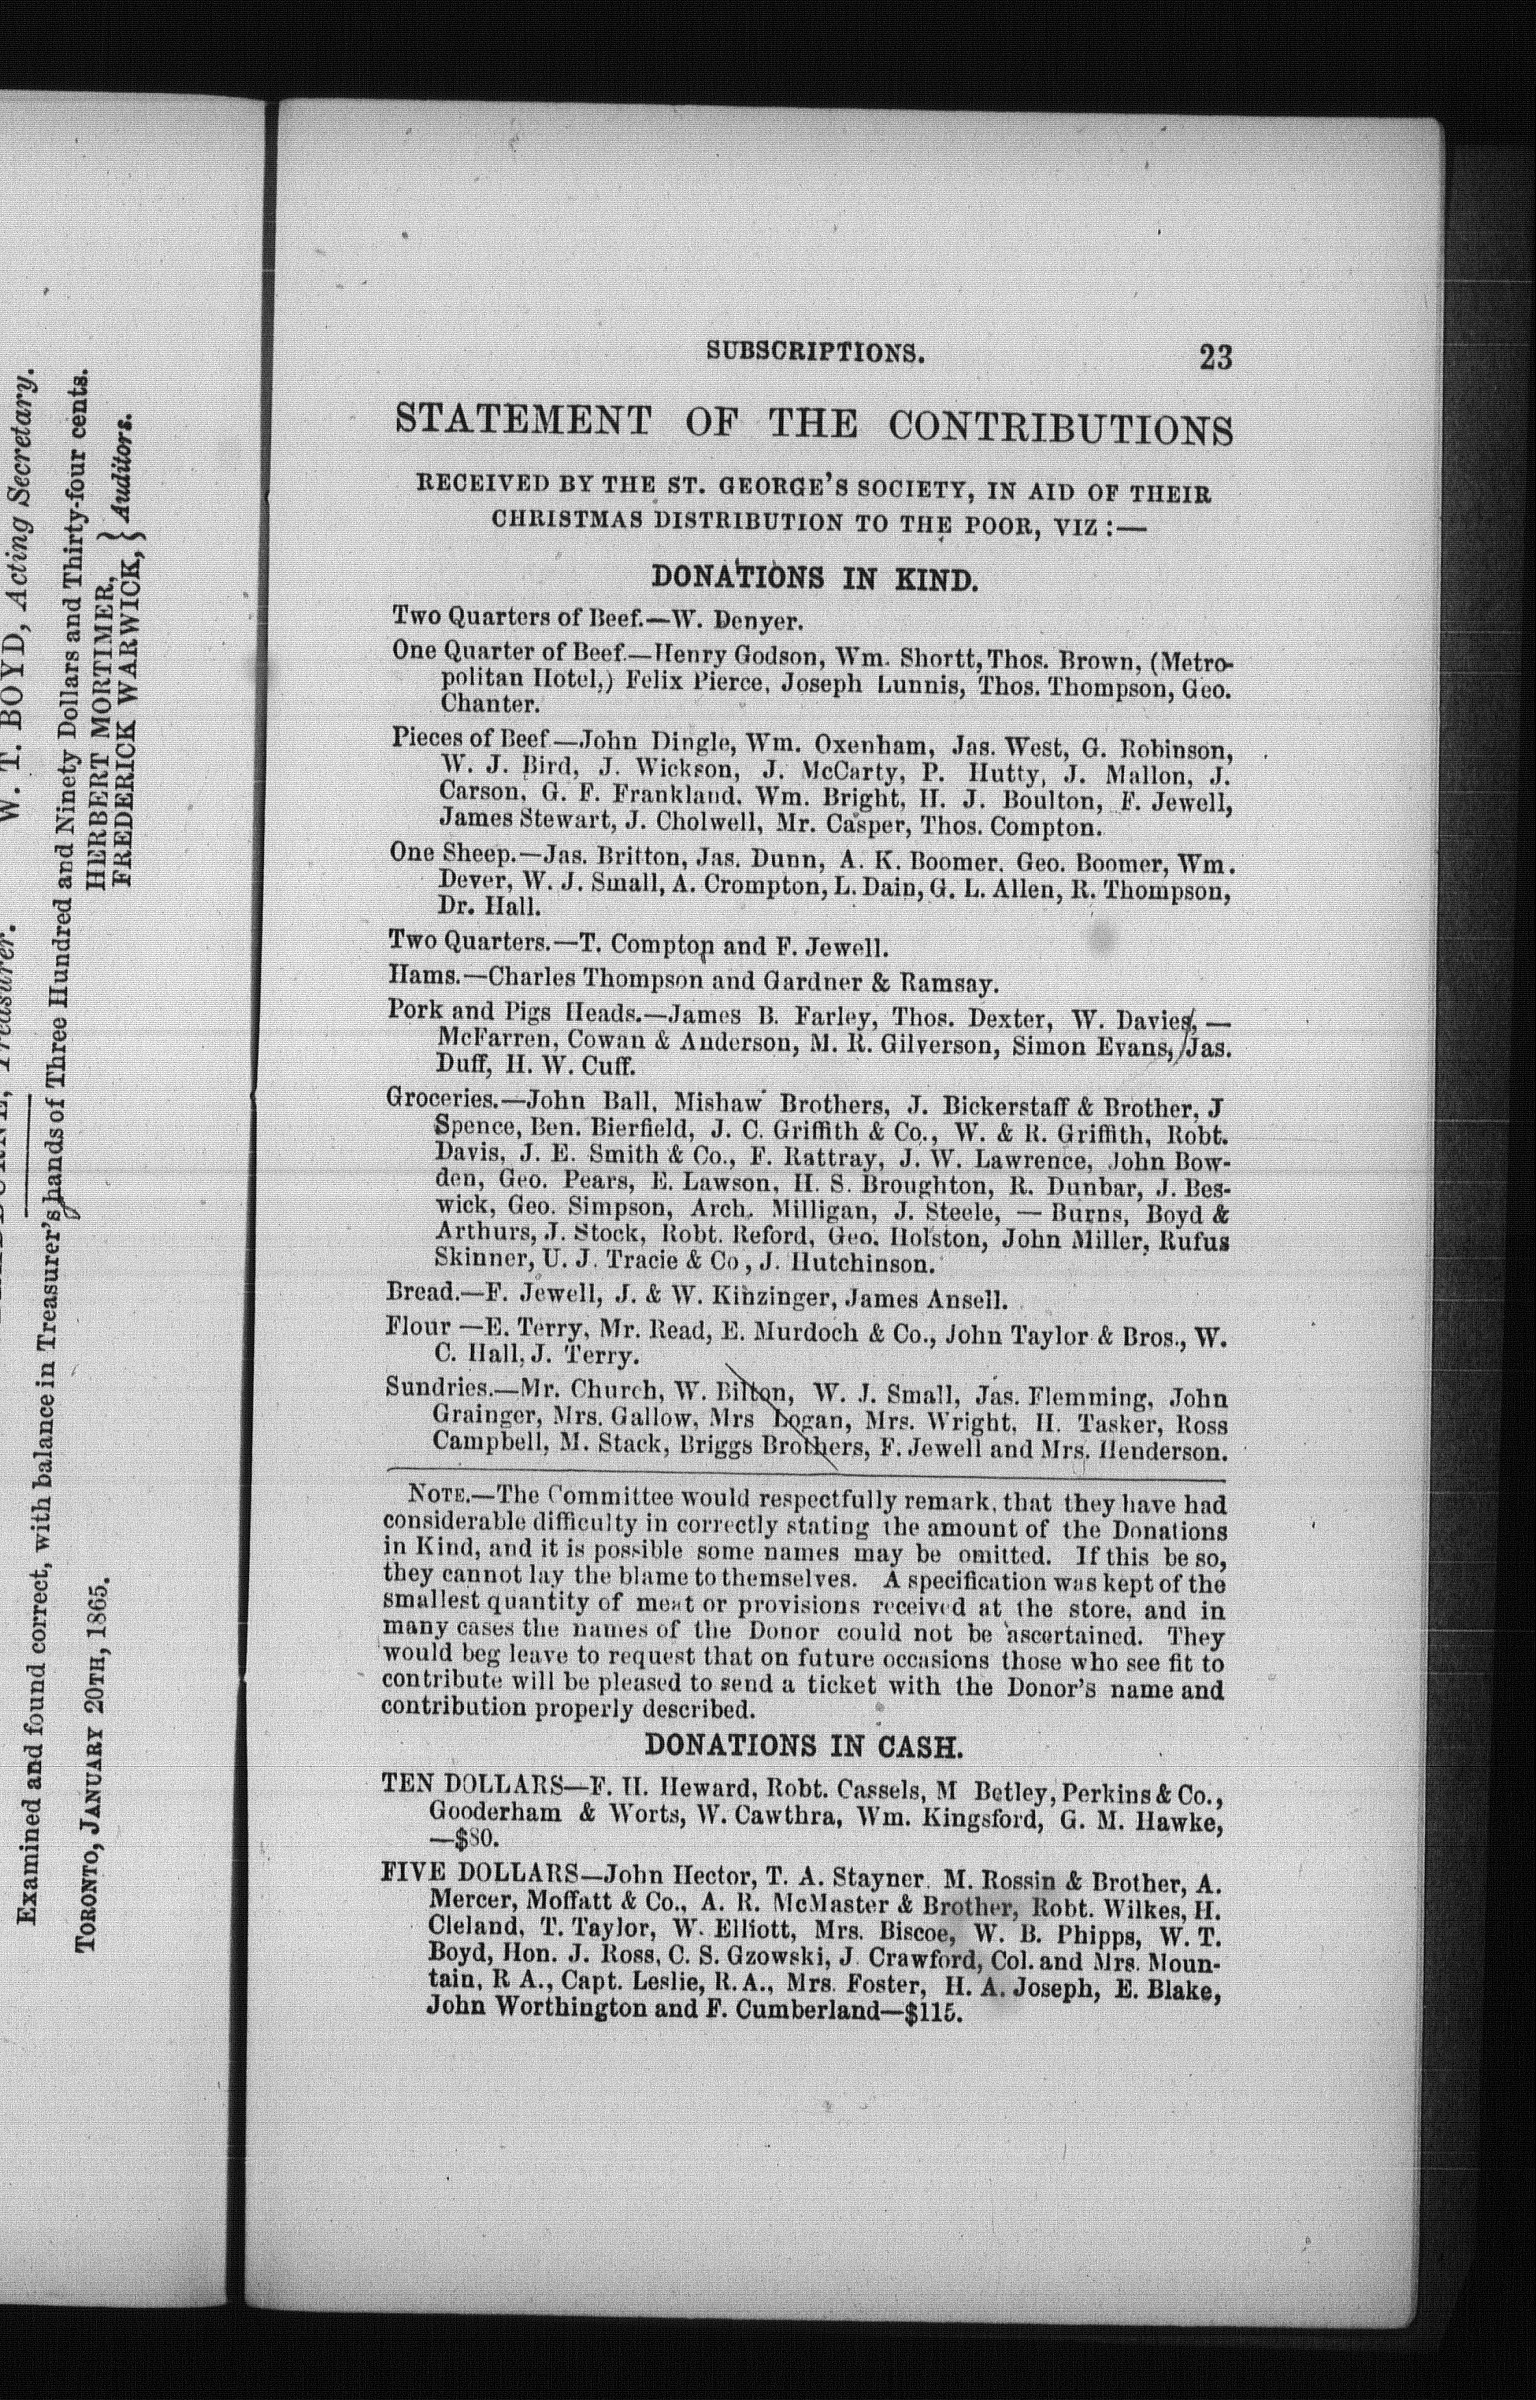 W. T. BOYD, Acting Secretary.
Treasurer.
Examined and found correct, with balance in Treasurer's hands of Three Hundred and Ninety Dollars and Thirty-four cents.
HERBERT MORTIMER, } Auditors.
FREDERICK WARWICK, }
TORONTO, JANUARY 20TH, 1865.
SUBSCRIPTIONS. 23
STATEMENT OF THE CONTRIBUTIONS
RECEIVED BY THE ST. GEORGE'S SOCIETY, IN AID OF THEIR
CHRISTMAS DISTRIBUTION TO THE POOR, VIZ:—
DONATIONS IN KIND.
Two Quarters of Beef.—W. Denyer.
One Quarter of Beef.—Henry Godson, Wm. Shortt, Thos. Brown, (Metro-
politan Hotel,) Felix Pierce, Joseph Lunnis, Thos. Thompson, Geo.
Chanter.
Pieces of Beef—John Dingle, Wm. Oxenham, Jas. West, G. Robinson,
W. J. Bird, J. Wickson, J. McCarty, P. Hutty, J. Mallon, J.
Carson, G. F. Frankland, Wm. Bright, H. J. Boulton, F. Jewell,
James Stewart, J. Cholwell, Mr. Casper, Thos. Compton.
One Sheep.—Jas. Britton, Jas. Dunn, A. K. Boomer. Geo. Boomer, Wm.
Dever, W. J. Small, A. Crompton, L. Dain, G. L. Allen, R. Thompson,
Dr. Hall.
Two Quarters.—T. Compton and F. Jewell.
Hams.—Charles Thompson and Gardner & Ramsay.
Pork and Pigs Heads.—James B. Farley, Thos. Dexter, W. Davies, —
McFarren, Cowan & Anderson, M. R. Gilverson, Simon Evans, Jas.
Duff, H. W. Cuff.
Groceries.—John Ball, Mishaw Brothers, J. Bickerstaff & Brother, J
Spence, Ben. Bierfield, J. C. Griffith & Co., W. & R. Griffith, Robt.
Davis, J. E. Smith & Co., F. Rattray, J. W. Lawrence, John Bow-
den, Geo. Pears, E. Lawson, H. S. Broughton, R. Dunbar, J. Bes-
wick, Geo. Simpson, Arch. Milligan, J. Steele, — Burns, Boyd &
Arthurs, J. Stock, Robt. Reford, Geo. Holston, John Miller, Rufus
Skinner, U. J. Tracie & Co, J. Hutchinson.
Bread.—F. Jewell, J. & W. Kinzinger, James Ansell.
Flour—E. Terry, Mr. Read, E. Murdoch & Co., John Taylor & Bros., W.
C. Hall, J. Terry.
Sundries.—Mr. Church, W. Bilton, W. J. Small, Jas. Flemming, John
Grainger, Mrs. Gallow, Mrs Logan, Mrs. Wright, H. Tasker, Ross
Campbell, M. Stack, Briggs Brothers, F. Jewell and Mrs. Henderson.
NOTE.—The Committee would respectfully remark, that they have had
considerable difficulty in correctly stating the amount of the Donations
in Kind, and it is possible some names may be omitted. If this be so,
they cannot lay the blame to themselves. A specification was kept of the
smallest quantity of meat or provisions received at the store, and in
many cases the names of the Donor could not be ascertained. They
would beg leave to request that on future occasions those who see fit to
contribute will be pleased to send a ticket with the Donor's name and
contribution properly described.
DONATIONS IN CASH.
TEN DOLLARS—F. H. Heward, Robt. Cassels, M Betley, Perkins & Co.,
Gooderham & Worts, W. Cawthra, Wm. Kingsford, G. M. Hawke,
—$80.
FIVE DOLLARS—John Hector, T. A. Stayner. M. Rossin & Brother, A.
Mercer, Moffatt & Co., A. R. McMaster & Brother, Robt. Wilkes, H.
Cleland, T. Taylor, W. Elliott, Mrs. Biscoe, W. B. Phipps, W. T.
Boyd, Hon. J. Ross, C. S. Gzowski, J. Crawford, Col. and Mrs. Moun-
tain, R A., Capt. Leslie, R. A., Mrs. Foster, H. A. Joseph, E. Blake,
John Worthington and F. Cumberland—$115.